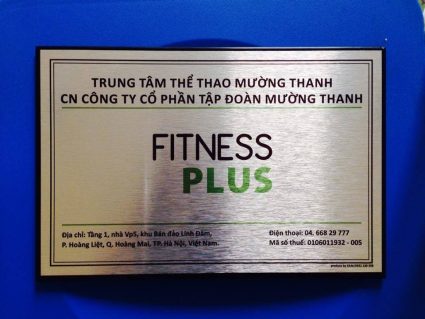 TRUNG TÂM THỂ THAO MƯỜNG THANH
CN CÔNG TY CỔ PHẦN TẬP ĐOÀN MƯỜNG THANH
FITNESS
PLUS
Địa chỉ: Tầng 1, nhà Vp5, khu Bán đảo Linh Đàm,
P. Hoàng Liệt, Q. Hoàng Mai, TP. Hà Nội, Việt Nam.
Điện thoại: 04. 668 29 777
Mã số thuế: 0106011932 - 005